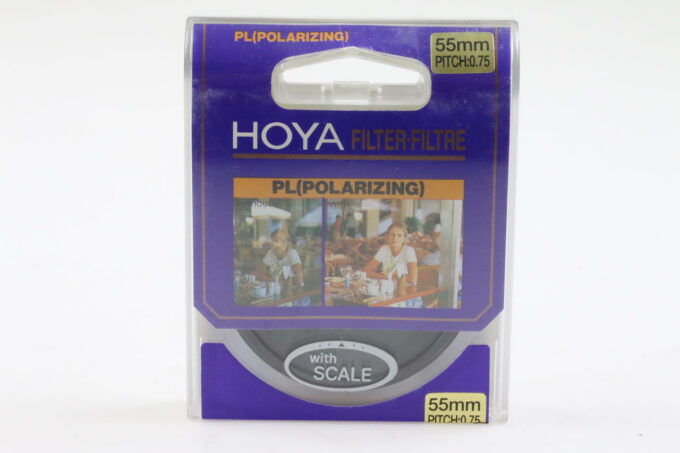 PL(POLARIZING)
55mm
PITCH:0.75
HOYA FILTER·FILTRE
PL(POLARIZING)
with
SCALE
55mm
PITCH:0.75